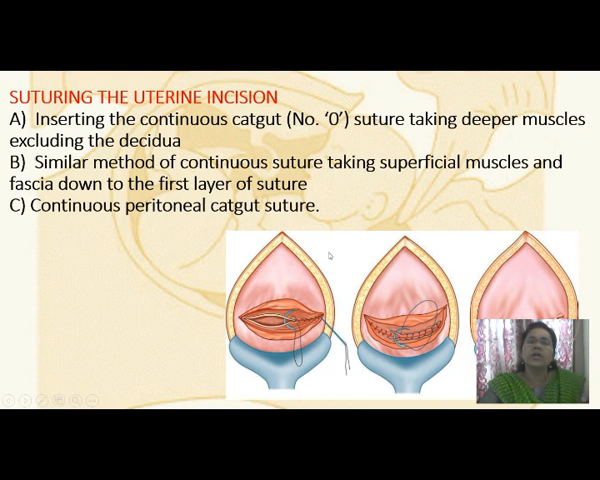 SUTURING THE UTERINE INCISION
A)  Inserting the continuous catgut (No. ‘0’) suture taking deeper muscles
excluding the decidua
B)  Similar method of continuous suture taking superficial muscles and
fascia down to the first layer of suture
C) Continuous peritoneal catgut suture.